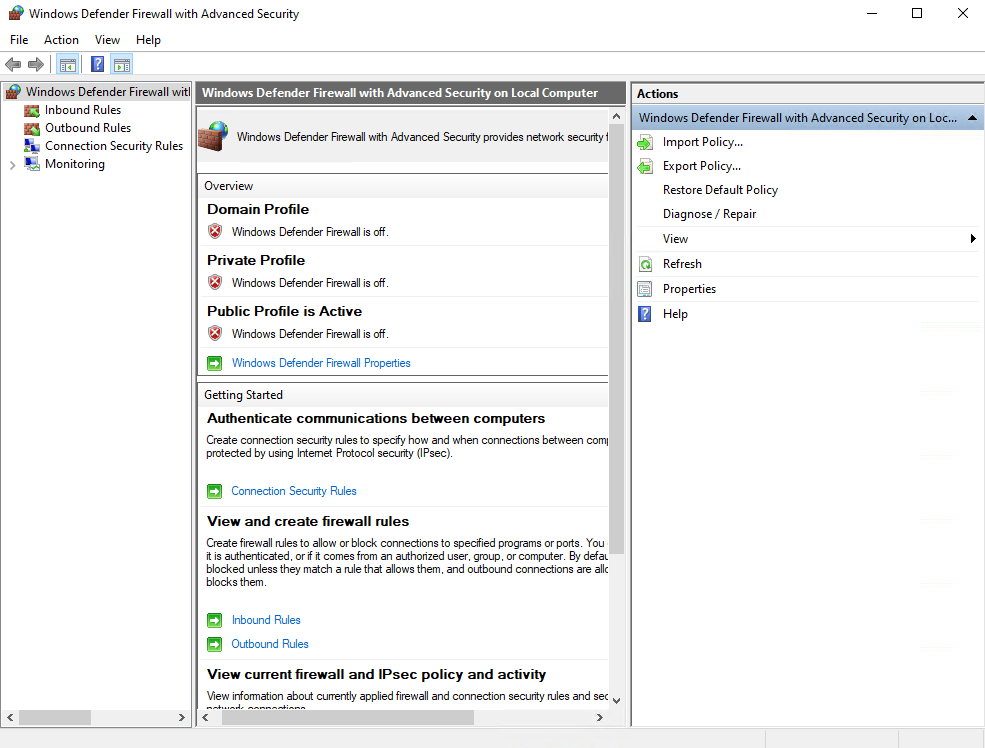 Windows Defender Firewall with Advanced Security
File Action View Help
Windows Defender Firewall with
Inbound Rules
Outbound Rules
Connection Security Rules
Monitoring
Windows Defender Firewall with Advanced Security on Local Computer
Windows Defender Firewall with Advanced Security provides network security
Overview
Domain Profile
Windows Defender Firewall is off.
Private Profile
Windows Defender Firewall is off.
Public Profile is Active
Windows Defender Firewall is off.
Windows Defender Firewall Properties
Getting Started
Authenticate communications between computers
Create connection security rules to specify how and when connections between
protected by using Internet Protocol security (IPsec).
Connection Security Rules
View and create firewall rules
Create firewall rules to allow or block connections to specified programs or ports. You
it is authenticated, or if it comes from an authorized user, group, or computer. By
blocked unless they match a rule that allows them, and outbound connections are
blocks them.
Inbound Rules
Outbound Rules
View current firewall and IPsec policy and activity
View information about currently applied firewall and connection security rules and
network connections.
Actions
Windows Defender Firewall with Advanced Security on Loc...
Import Policy...
Export Policy...
Restore Default Policy
Diagnose / Repair
View
Refresh
Properties
Help